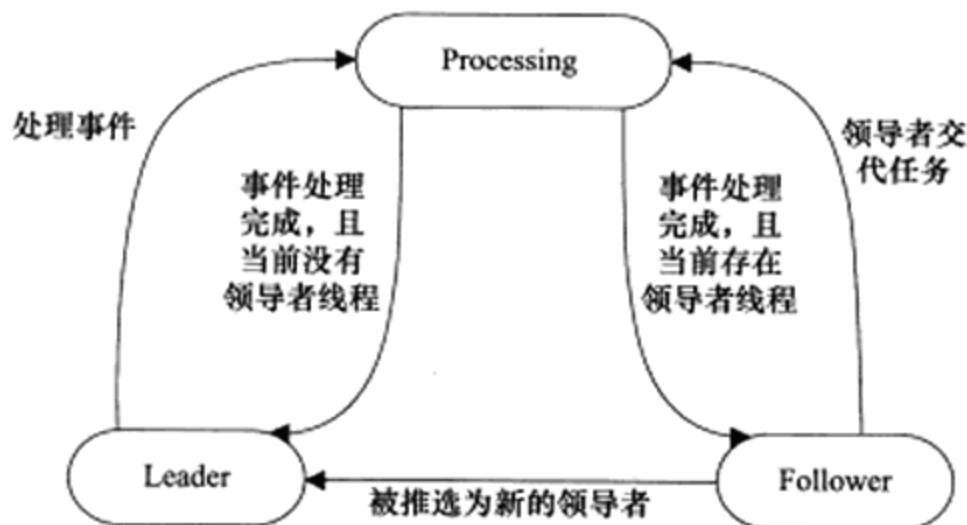 Processing
处理事件
领导者交
代任务
事件处理
完成，且
当前没有
领导者线程
事件处理
完成，且
当前存在
领导者线程
Leader
Follower
被推选为新的领导者